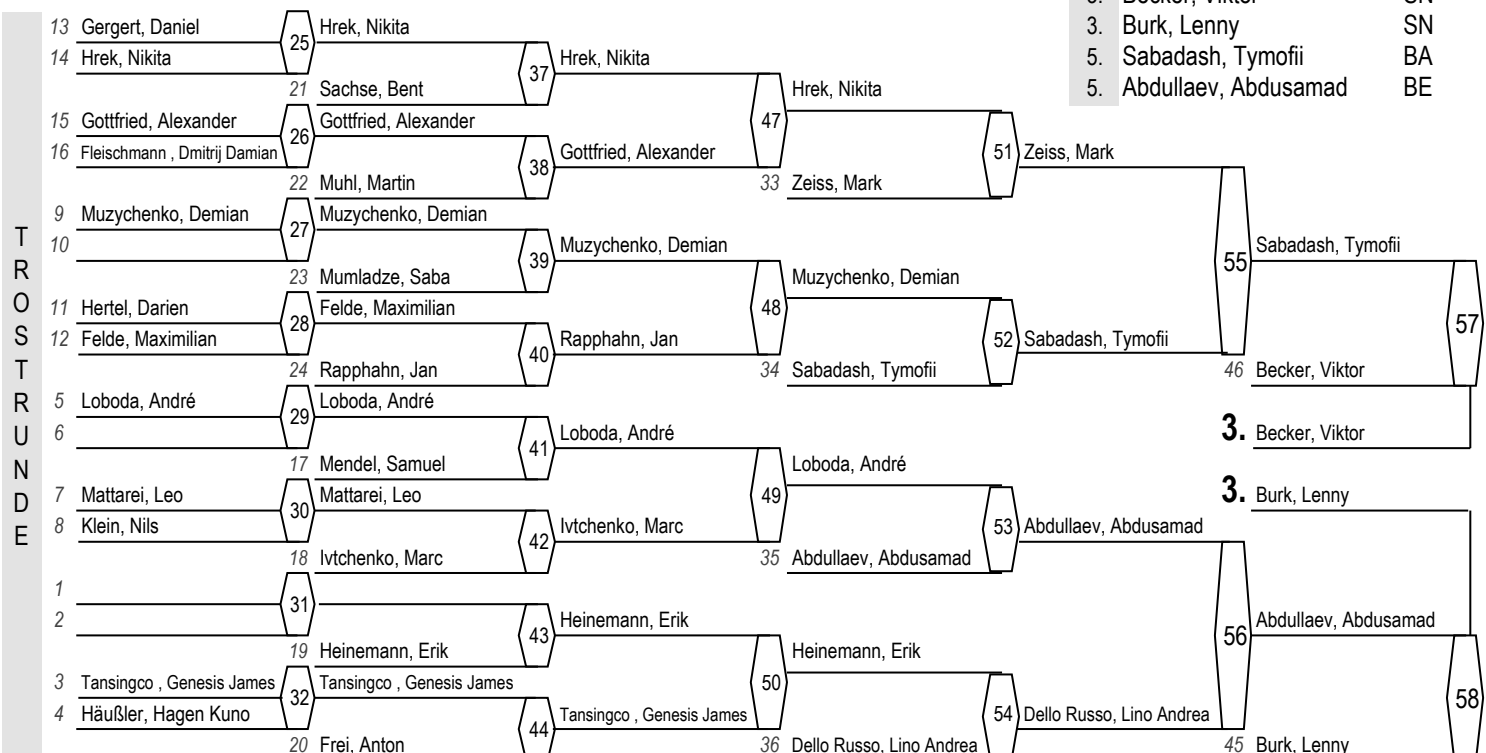 3. Becker, Viktor SN
3. Burk, Lenny SN
5. Sabadash, Tymofii BA
5. Abdullaev, Abdusamad BE
TROSTRUNDE
13 Gergert, Daniel
14 Hrek, Nikita
15 Gottfried, Alexander
16 Fleischmann , Dmitrij Damian
9 Muzychenko, Demian
10
11 Hertel, Darien
12 Felde, Maximilian
5 Loboda, André
6
7 Mattarei, Leo
8 Klein, Nils
1
2
3 Tansingco , Genesis James
4 Häußler, Hagen Kuno
25
26
27
28
29
30
31
32
Hrek, Nikita
21 Sachse, Bent
Gottfried, Alexander
22 Muhl, Martin
Muzychenko, Demian
23 Mumladze, Saba
Felde, Maximilian
24 Rapphahn, Jan
Loboda, André
17 Mendel, Samuel
Mattarei, Leo
18 Ivtchenko, Marc
19 Heinemann, Erik
Tansingco , Genesis James
20 Frei, Anton
37
38
39
40
41
42
43
44
Hrek, Nikita
Gottfried, Alexander
Muzychenko, Demian
Rapphahn, Jan
Loboda, André
Ivtchenko, Marc
Heinemann, Erik
Tansingco , Genesis James
47
48
49
50
Hrek, Nikita
33 Zeiss, Mark
Muzychenko, Demian
34 Sabadash, Tymofii
Loboda, André
35 Abdullaev, Abdusamad
Heinemann, Erik
36 Dello Russo, Lino Andrea
51
52
53
54
Zeiss, Mark
Sabadash, Tymofii
Abdullaev, Abdusamad
Dello Russo, Lino Andrea
55
56
Sabadash, Tymofii
46 Becker, Viktor
3. Becker, Viktor
3. Burk, Lenny
Abdullaev, Abdusamad
45 Burk, Lenny
57
58